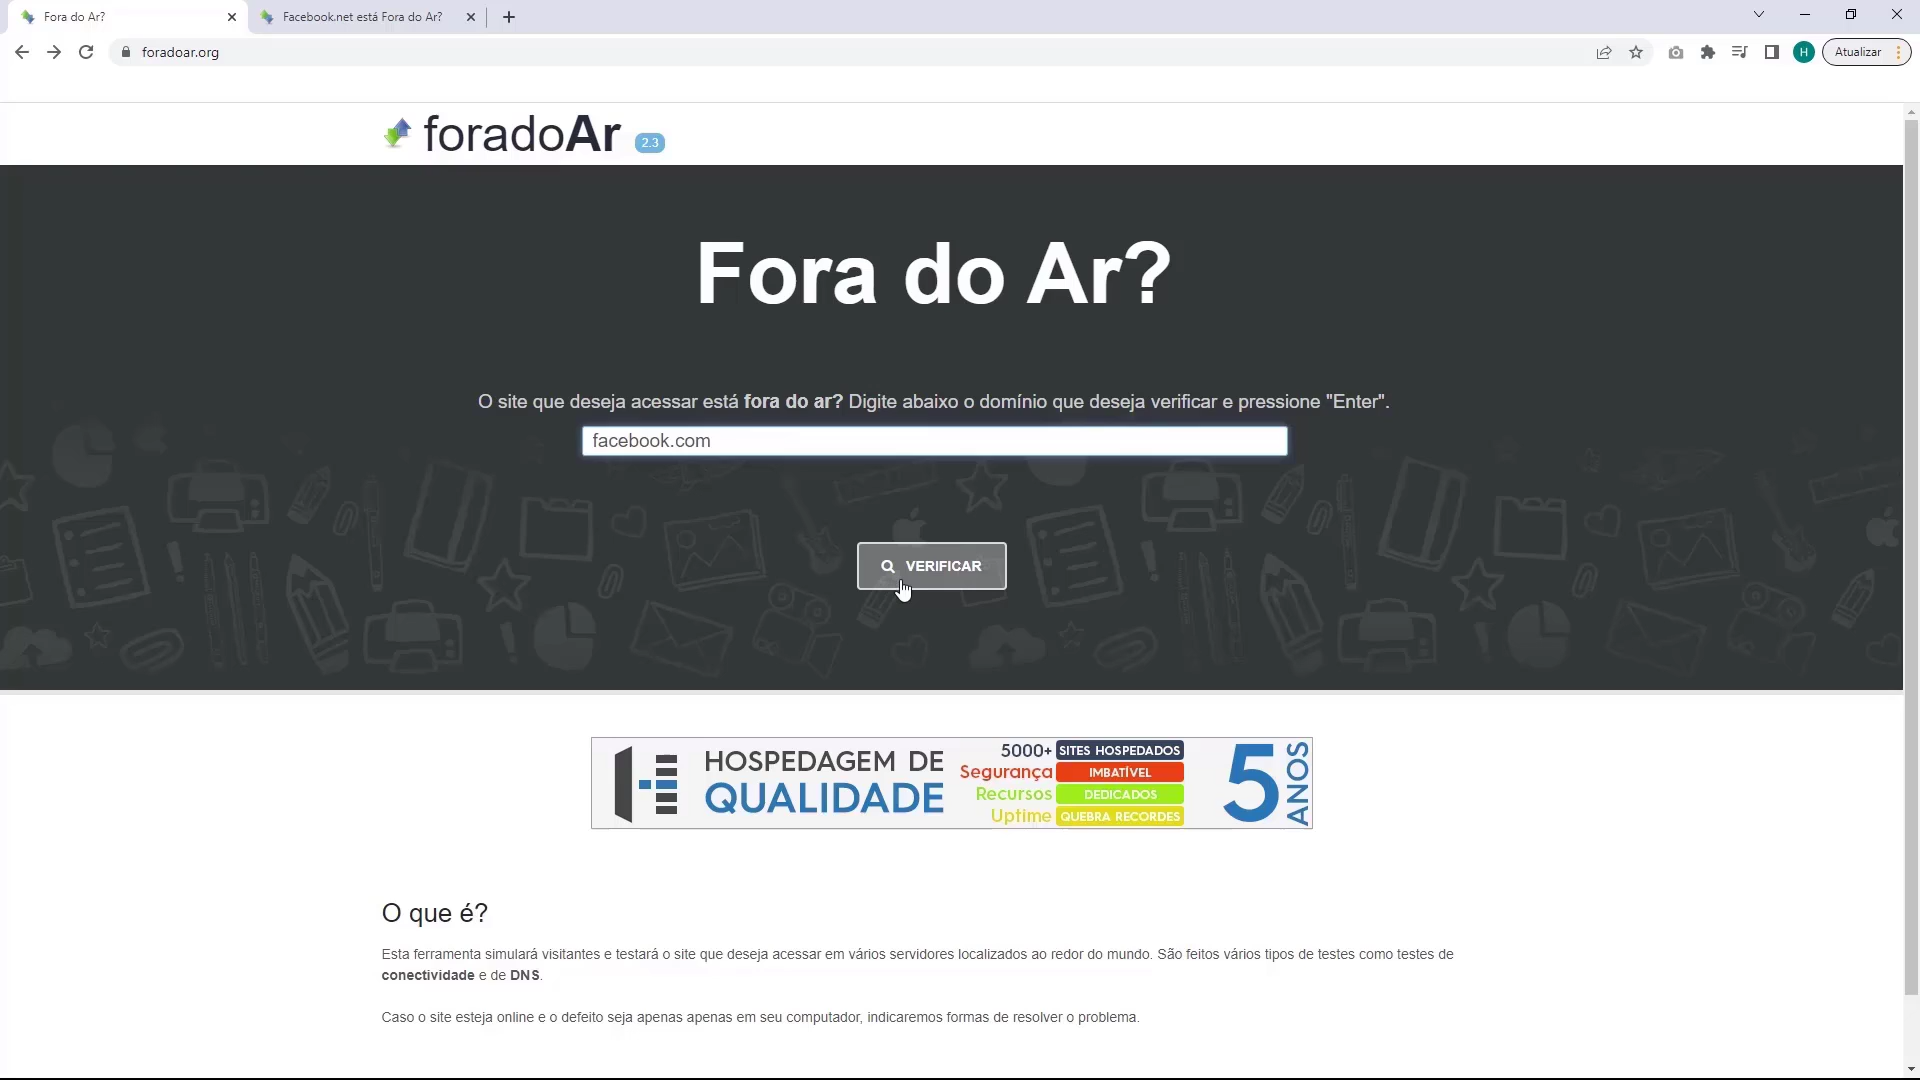 Fora do Ar?
Facebook.net está Fora do Ar?
foradoar.org
H
Atualizar
foradoAr 2.3
Fora do Ar?
O site que deseja acessar está fora do ar? Digite abaixo o domínio que deseja verificar e pressione "Enter".
facebook.com
VERIFICAR
HOSPEDAGEM DE
QUALIDADE
5000+ SITES HOSPEDADOS
Segurança IMBATÍVEL
Recursos DEDICADOS
Uptime QUEBRA RECORDES
5 ANOS
O que é?
Esta ferramenta simulará visitantes e testará o site que deseja acessar em vários servidores localizados ao redor do mundo. São feitos vários tipos de testes como testes de
conectividade e de DNS.
Caso o site esteja online e o defeito seja apenas apenas em seu computador, indicaremos formas de resolver o problema.